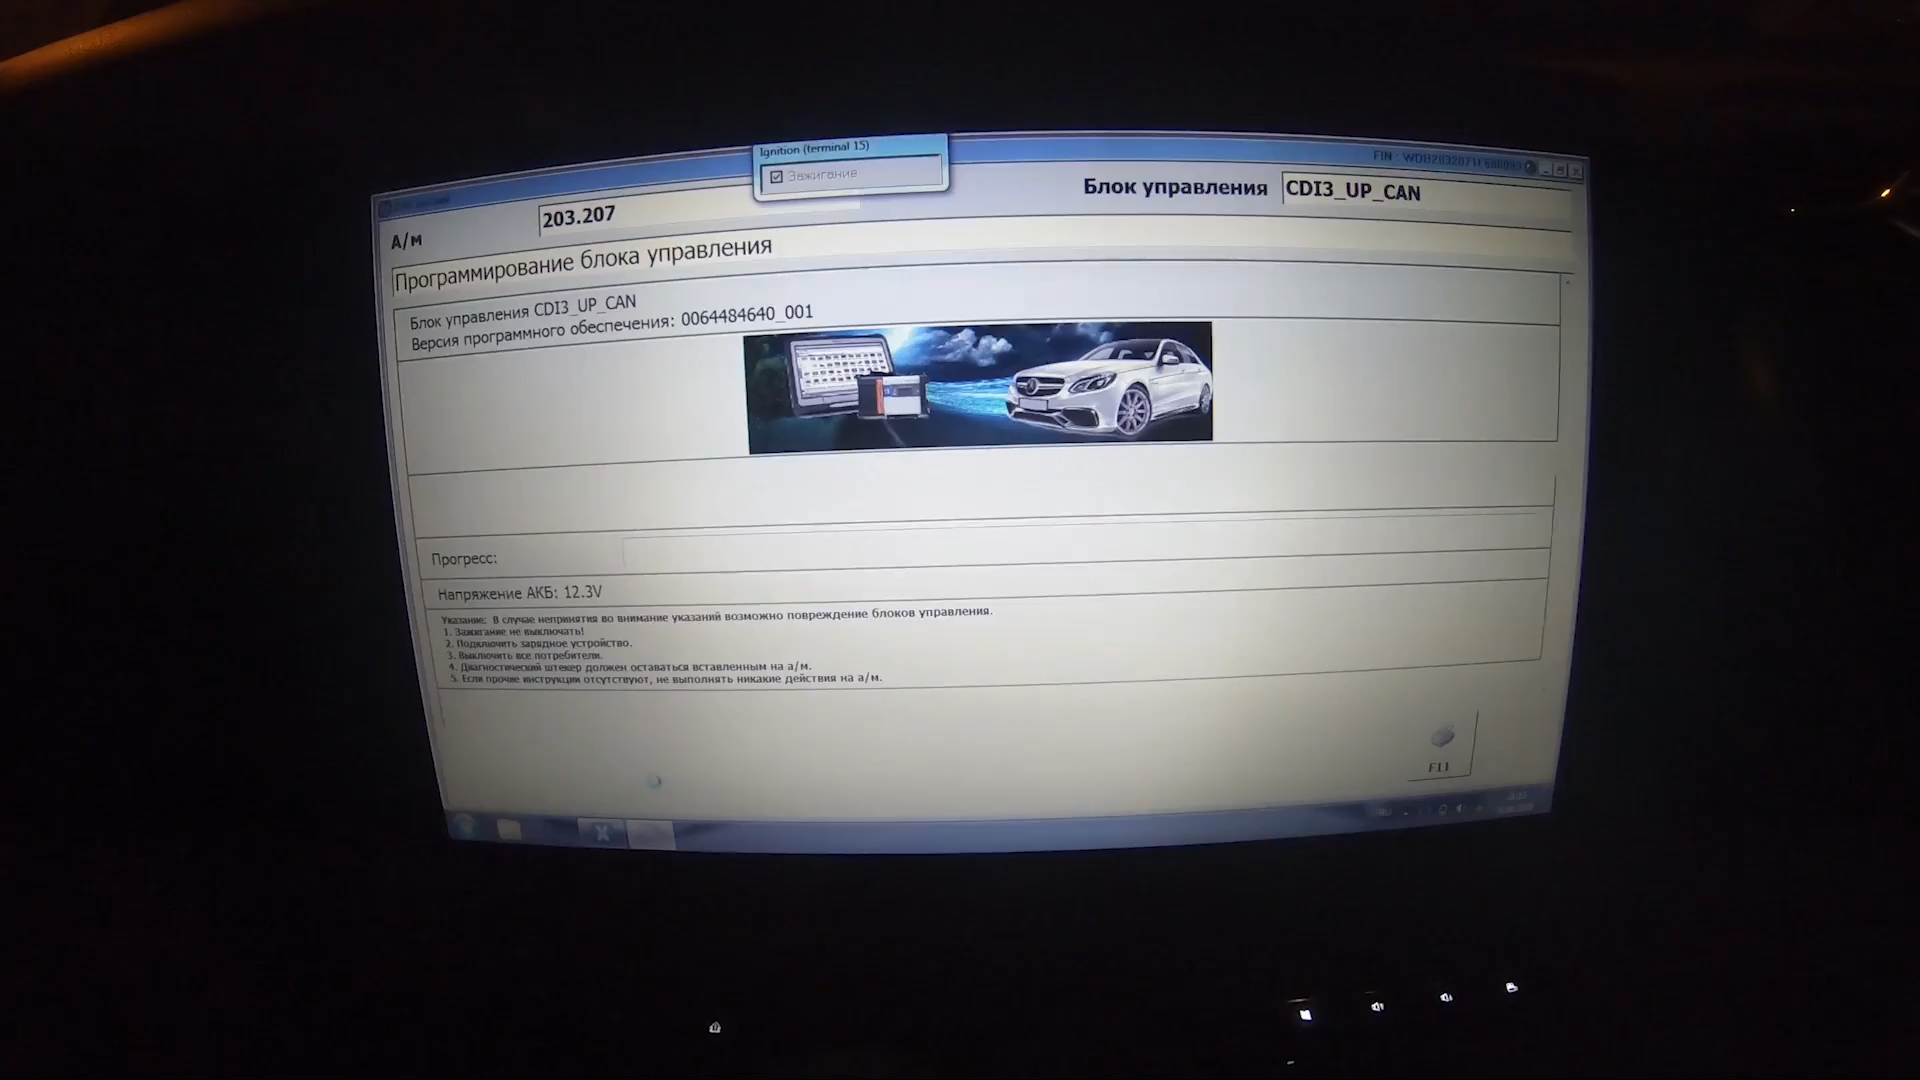 Ignition (terminal 15)
Зажигание
А/м
203.207
Блок управления
CDI3_UP_CAN
Программирование блока управления
Блок управления CDI3_UP_CAN
Версия программного обеспечения: 0064484640_001
Прогресс:
Напряжение АКБ: 12.3V
Указание: В случае непринятия во внимание указаний возможно повреждение блоков управления.
1. Зажигание не выключать!
2. Подключить зарядное устройство.
3. Выключить все потребители.
4. Диагностический штекер должен оставаться вставленным на а/м.
5. Если прочие инструкции отсутствуют, не выполнять никакие действия на а/м.
F11
RU